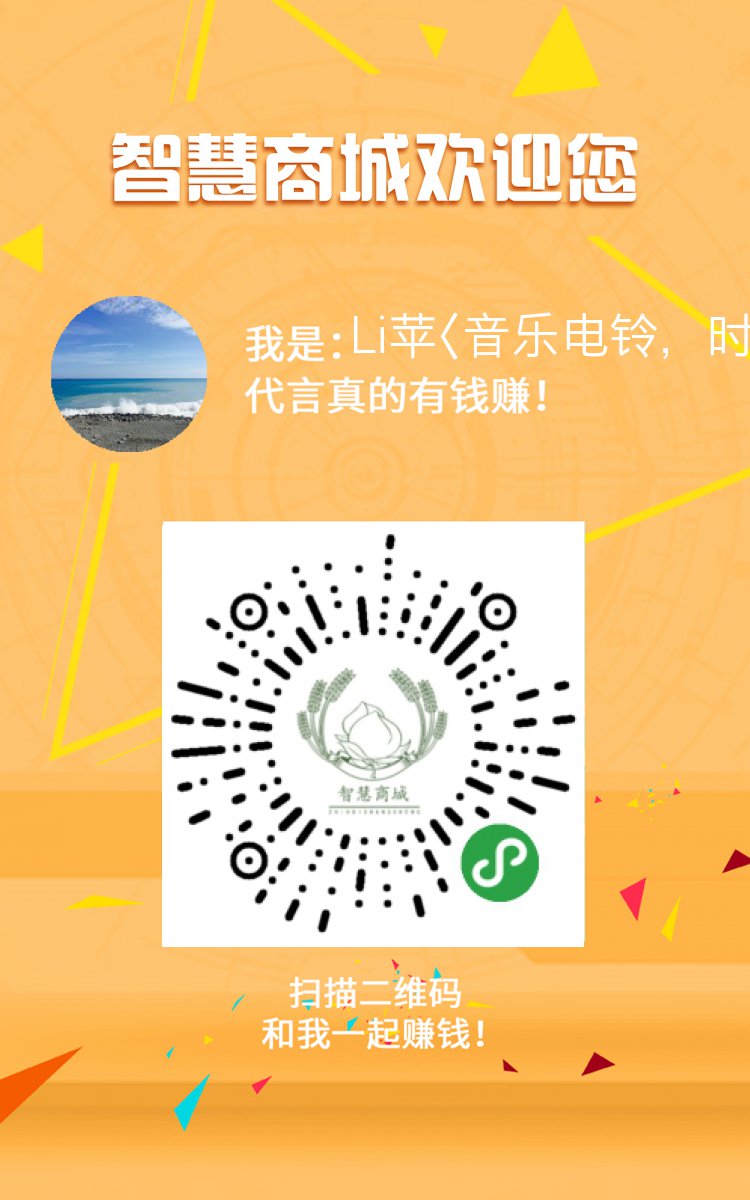 智慧商城欢迎您
我是:Li苹〈音乐电铃，时
代言真的有钱赚！
智慧商城
扫描二维码
和我一起赚钱！